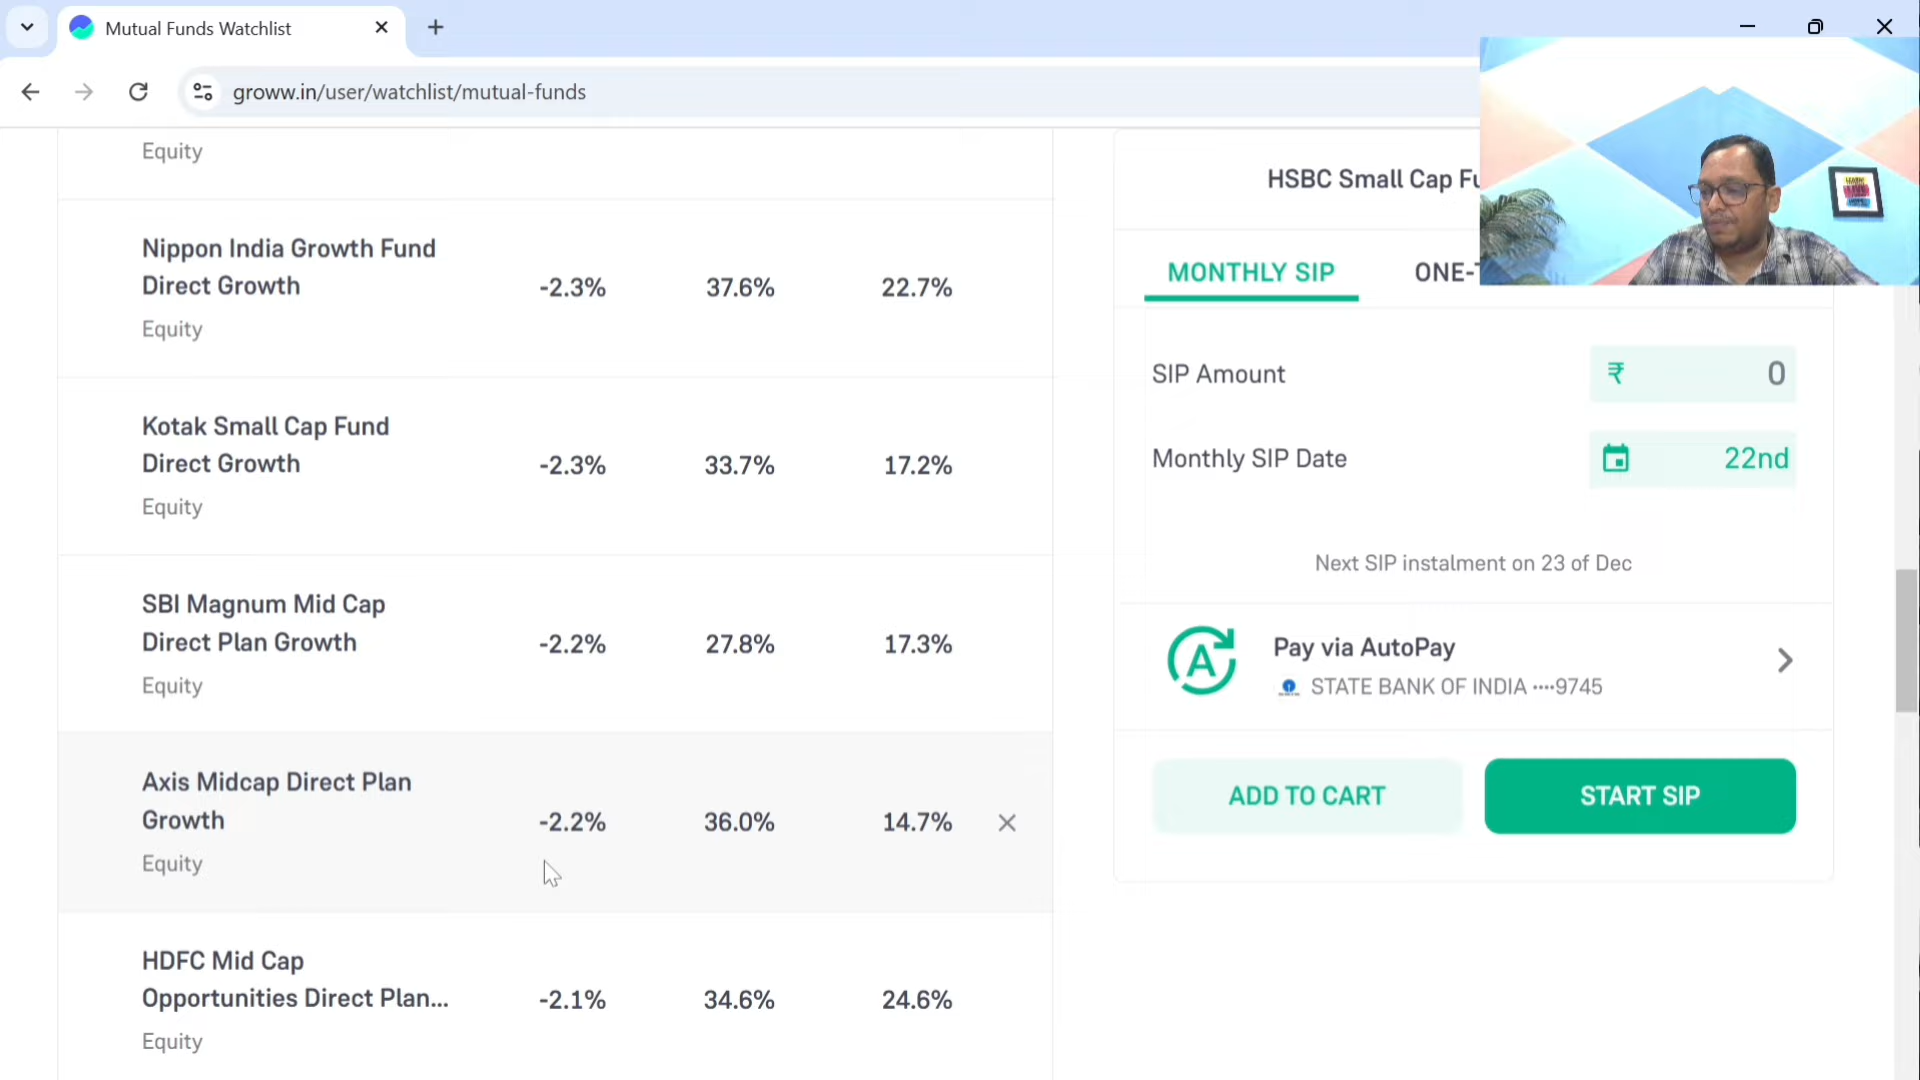 Mutual Funds Watchlist
groww.in/user/watchlist/mutual-funds
Equity
Nippon India Growth Fund
Direct Growth
Equity
-2.3% 37.6% 22.7%
Kotak Small Cap Fund
Direct Growth
Equity
-2.3% 33.7% 17.2%
SBI Magnum Mid Cap
Direct Plan Growth
Equity
-2.2% 27.8% 17.3%
Axis Midcap Direct Plan
Growth
Equity
-2.2% 36.0% 14.7%
HDFC Mid Cap
Opportunities Direct Plan...
Equity
-2.1% 34.6% 24.6%
HSBC Small Cap Fu
MONTHLY SIP ONE-
SIP Amount ₹ 0
Monthly SIP Date 22nd
Next SIP instalment on 23 of Dec
A Pay via AutoPay
STATE BANK OF INDIA ····9745
ADD TO CART START SIP